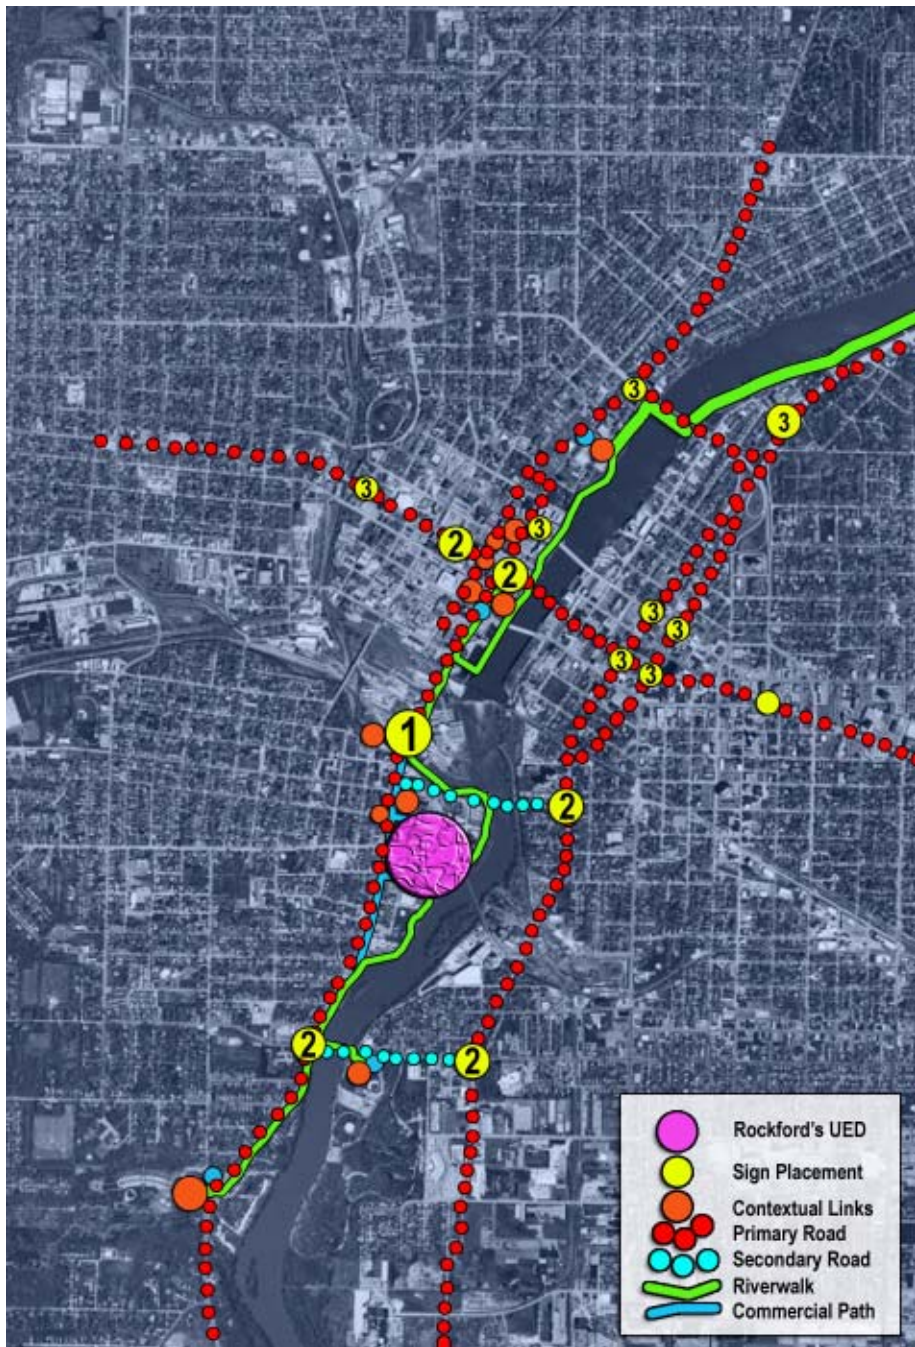 3
3
3
3
2
2
3
3
3
3
1
2
2
2
Rockford's UED
Sign Placement
Contextual Links
Primary Road
Secondary Road
Riverwalk
Commercial Path